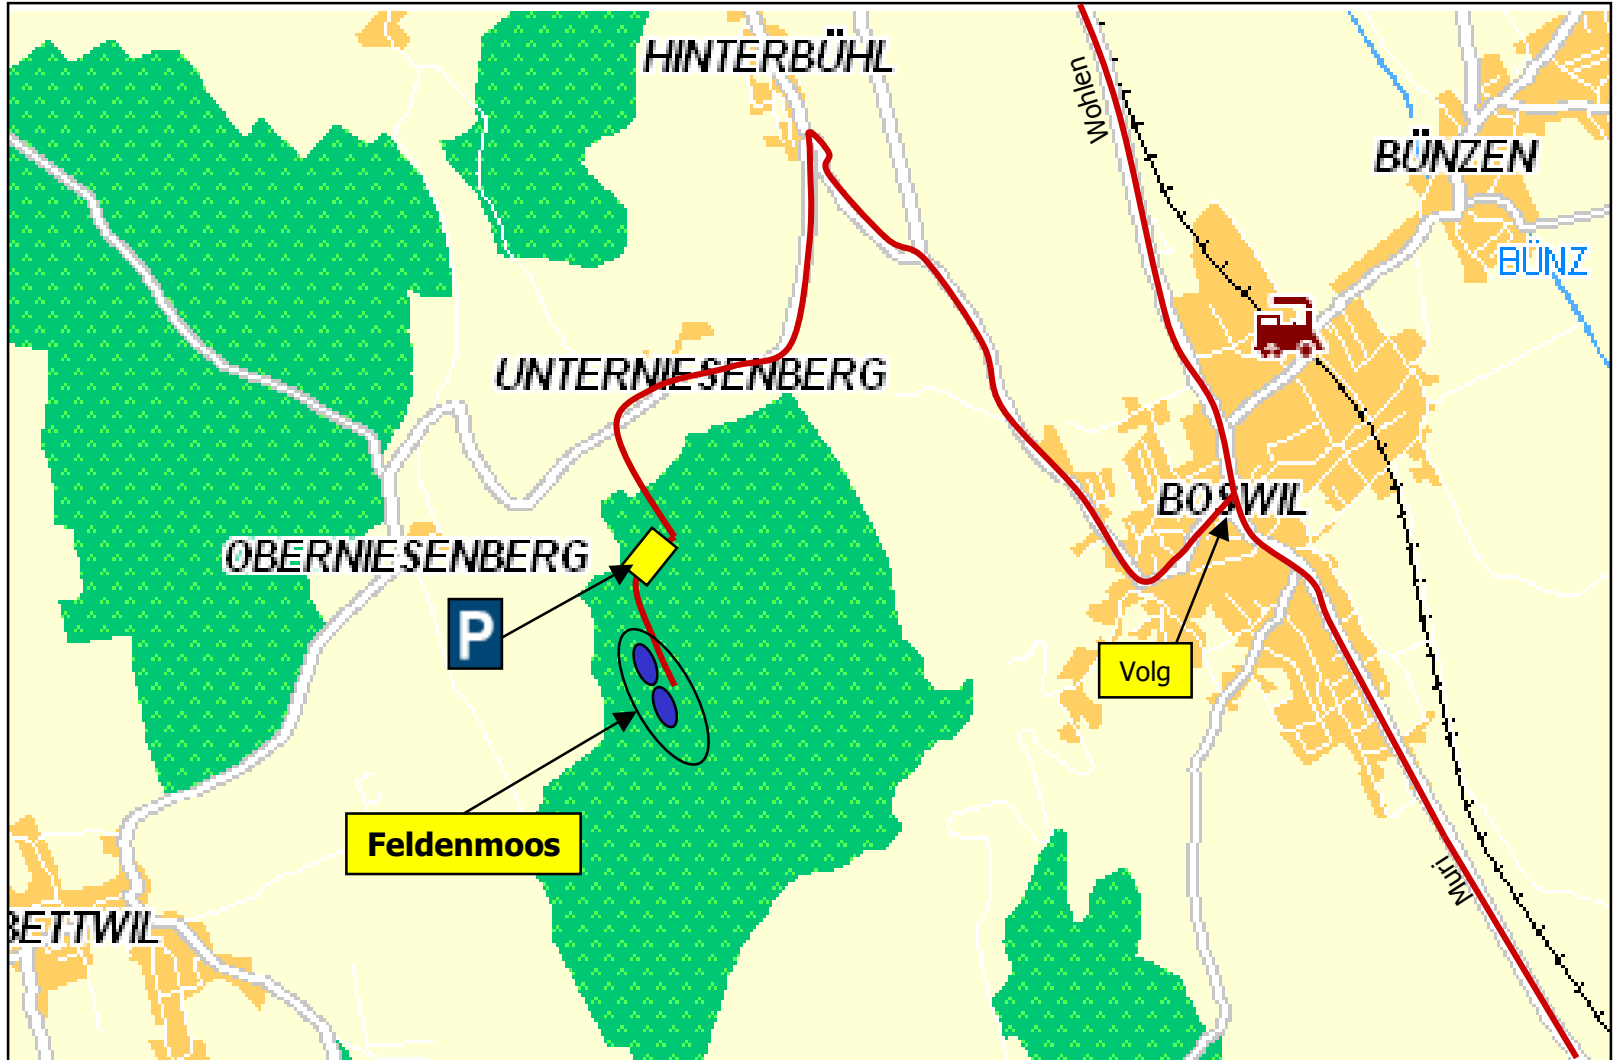 HINTERBÜHL
Wohlen
BÜNZEN
BÜNZ
UNTERNIESENBERG
BOSWIL
OBERNIESENBERG
P
Volg
Feldenmoos
Muri
BETTWIL